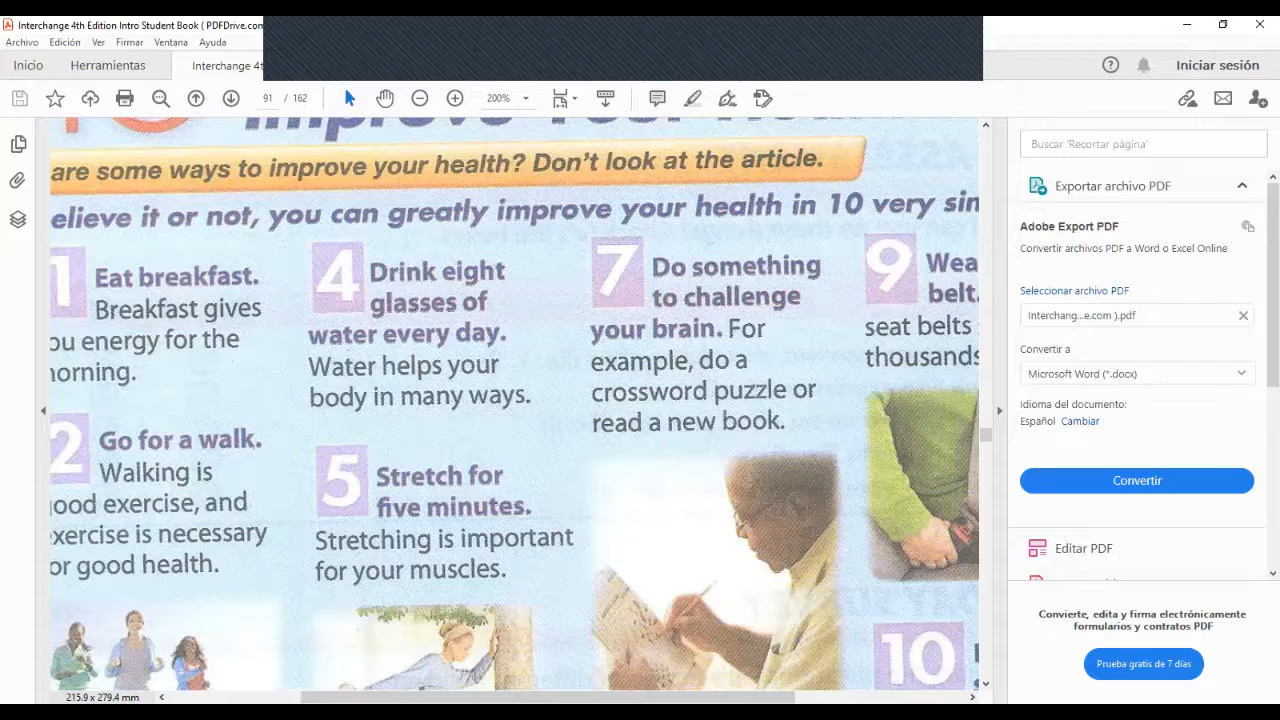 Interchange 4th Edition Intro Student Book ( PDFDrive.com
Archivo Edición Ver Firmar Ventana Ayuda
Inicio Herramientas Interchange 4t
Iniciar sesión
91 / 162 200%
are some ways to improve your health? Don't look at the article.
elieve it or not, you can greatly improve your health in 10 very sin
1 Eat breakfast.
Breakfast gives
ou energy for the
norning.
2 Go for a walk.
Walking is
ood exercise, and
xercise is necessary
or good health.
4 Drink eight
glasses of
water every day.
Water helps your
body in many ways.
5 Stretch for
five minutes.
Stretching is important
for your muscles.
7 Do something
to challenge
your brain. For
example, do a
crossword puzzle or
read a new book.
9 Wea
belt.
seat belts
thousands
10
215.9 x 279.4 mm
Buscar 'Recortar página'
Exportar archivo PDF
Adobe Export PDF
Convertir archivos PDF a Word o Excel Online
Seleccionar archivo PDF
Interchang...e.com ).pdf
Convertir a
Microsoft Word (*.docx)
Idioma del documento:
Español Cambiar
Convertir
Editar PDF
Convierte, edita y firma electrónicamente
formularios y contratos PDF
Prueba gratis de 7 días